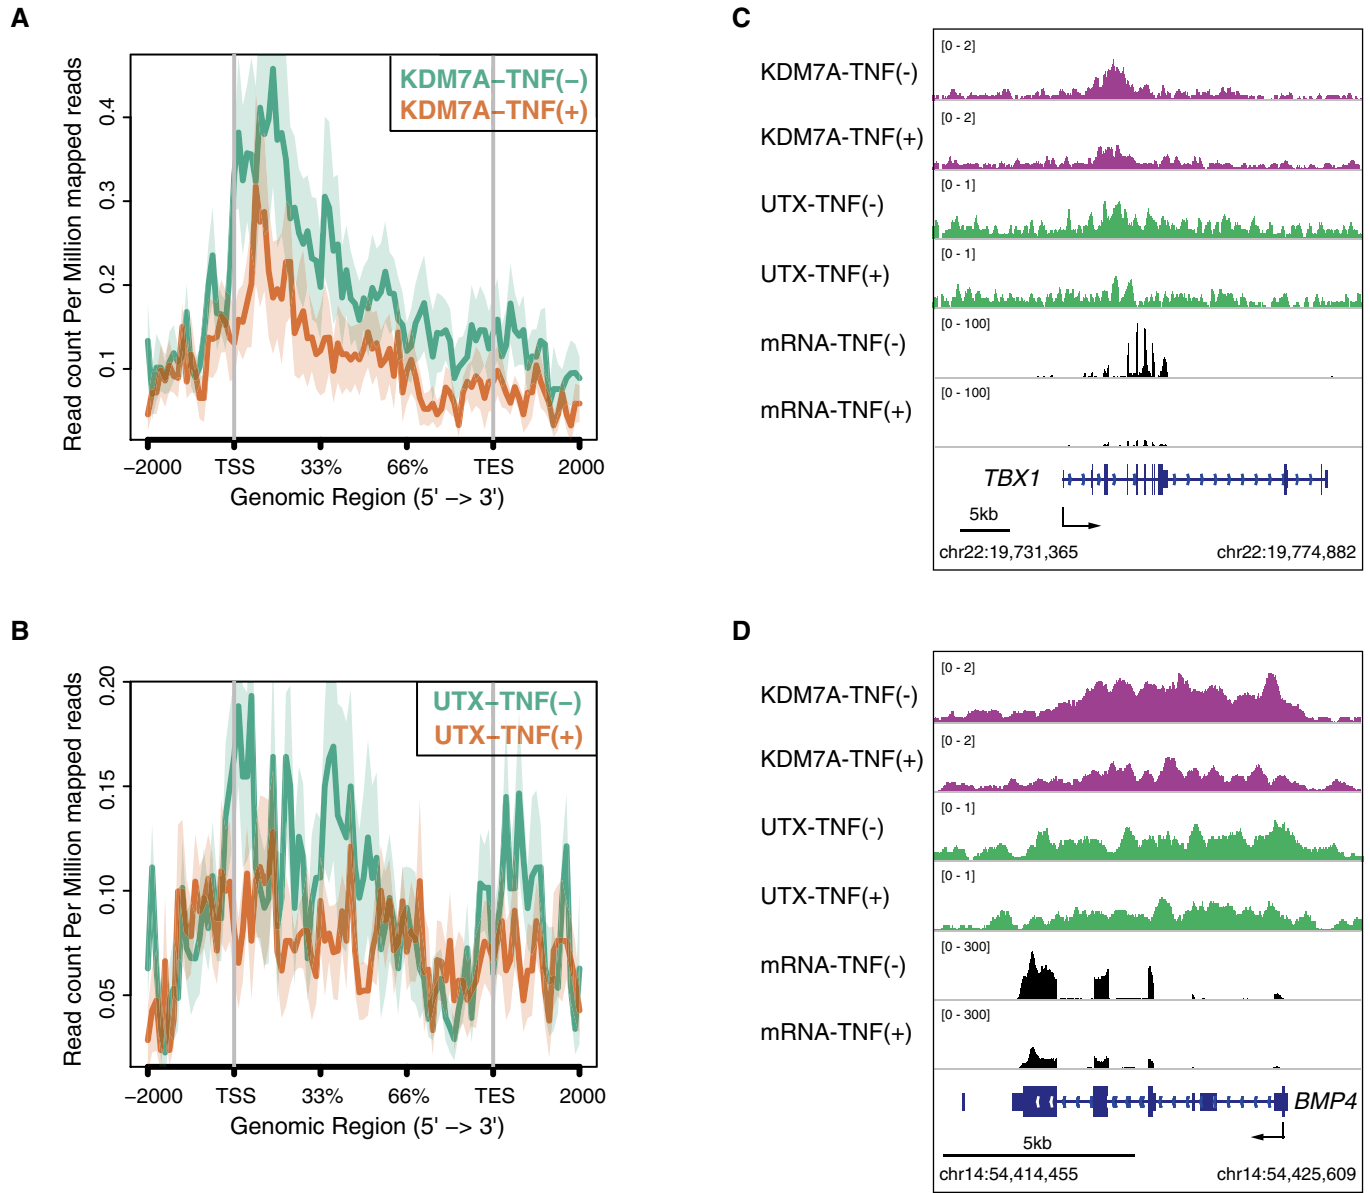 A
Read count Per Million mapped reads
0.4
0.3
0.2
0.1
KDM7A–TNF(–)
KDM7A–TNF(+)
−2000 TSS 33% 66% TES 2000
Genomic Region (5' −> 3')
B
Read count Per Million mapped reads
0.20
0.15
0.10
0.05
UTX–TNF(–)
UTX–TNF(+)
−2000 TSS 33% 66% TES 2000
Genomic Region (5' −> 3')
C
KDM7A-TNF(-) [0 - 2]
KDM7A-TNF(+) [0 - 2]
UTX-TNF(-) [0 - 1]
UTX-TNF(+) [0 - 1]
mRNA-TNF(-) [0 - 100]
mRNA-TNF(+) [0 - 100]
TBX1
5kb
chr22:19,731,365 chr22:19,774,882
D
KDM7A-TNF(-) [0 - 2]
KDM7A-TNF(+) [0 - 2]
UTX-TNF(-) [0 - 1]
UTX-TNF(+) [0 - 1]
mRNA-TNF(-) [0 - 300]
mRNA-TNF(+) [0 - 300]
BMP4
5kb
chr14:54,414,455 chr14:54,425,609